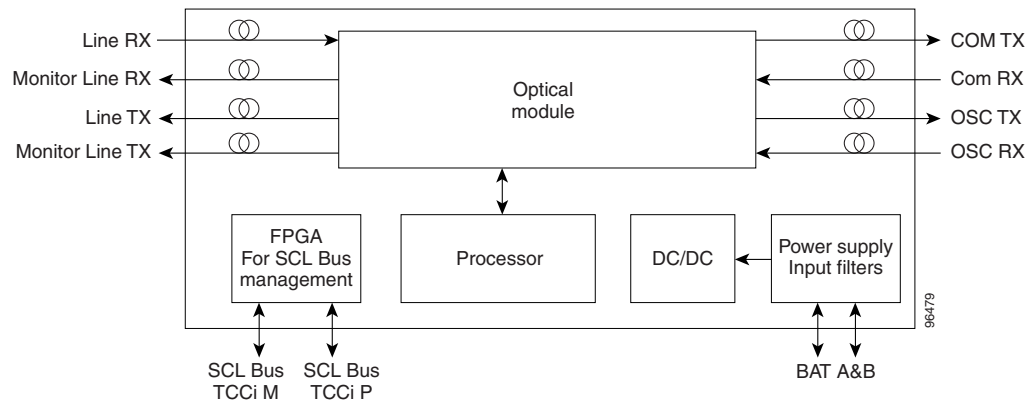 Line RX
Monitor Line RX
Line TX
Monitor Line TX
COM TX
Com RX
OSC TX
OSC RX
Optical
module
FPGA
For SCL Bus
management
Processor
DC/DC
Power supply
Input filters
SCL Bus
TCCi M
SCL Bus
TCCi P
BAT A&B
96479